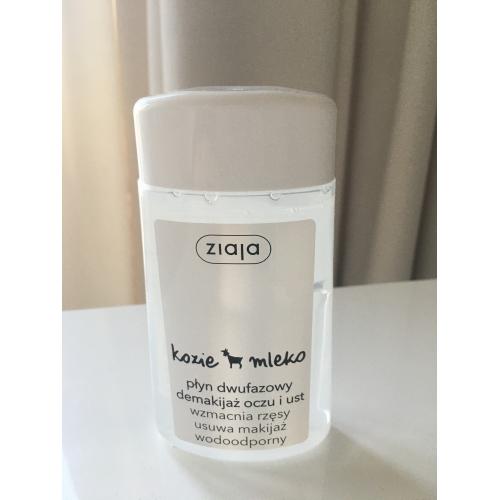 ziaja
kozie mleko
płyn dwufazowy
demakijaż oczu i ust
wzmacnia rzęsy
usuwa makijaż
wodoodporny